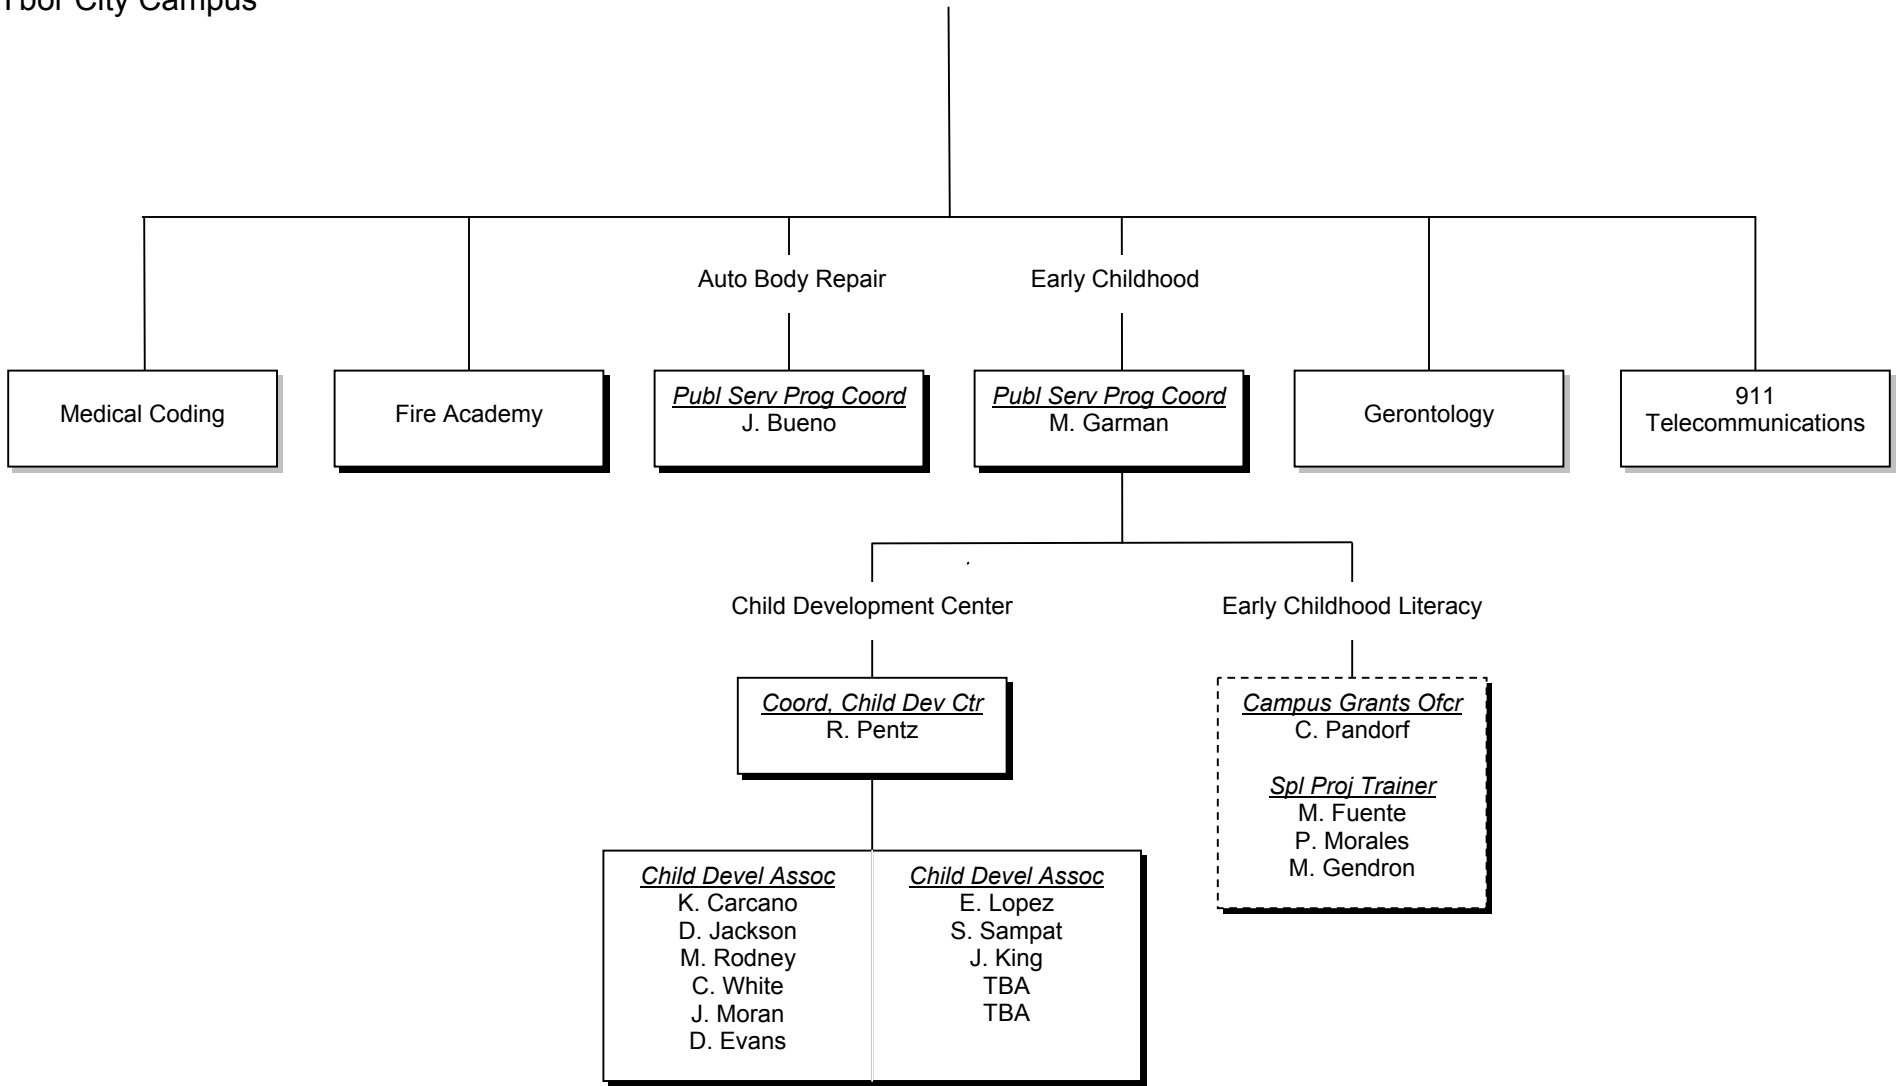 Ybor City Campus
Auto Body Repair
Early Childhood
Medical Coding
Fire Academy
Publ Serv Prog Coord
J. Bueno
Publ Serv Prog Coord
M. Garman
Gerontology
911
Telecommunications
Child Development Center
Early Childhood Literacy
Coord, Child Dev Ctr
R. Pentz
Campus Grants Ofcr
C. Pandorf
Spl Proj Trainer
M. Fuente
P. Morales
M. Gendron
Child Devel Assoc
K. Carcano
D. Jackson
M. Rodney
C. White
J. Moran
D. Evans
Child Devel Assoc
E. Lopez
S. Sampat
J. King
TBA
TBA